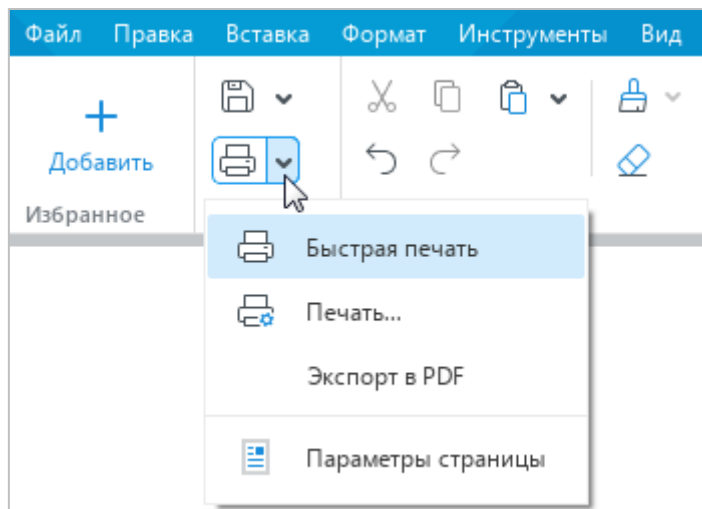 Файл Правка Вставка Формат Инструменты Вид
Добавить
Избранное
Быстрая печать
Печать...
Экспорт в PDF
Параметры страницы